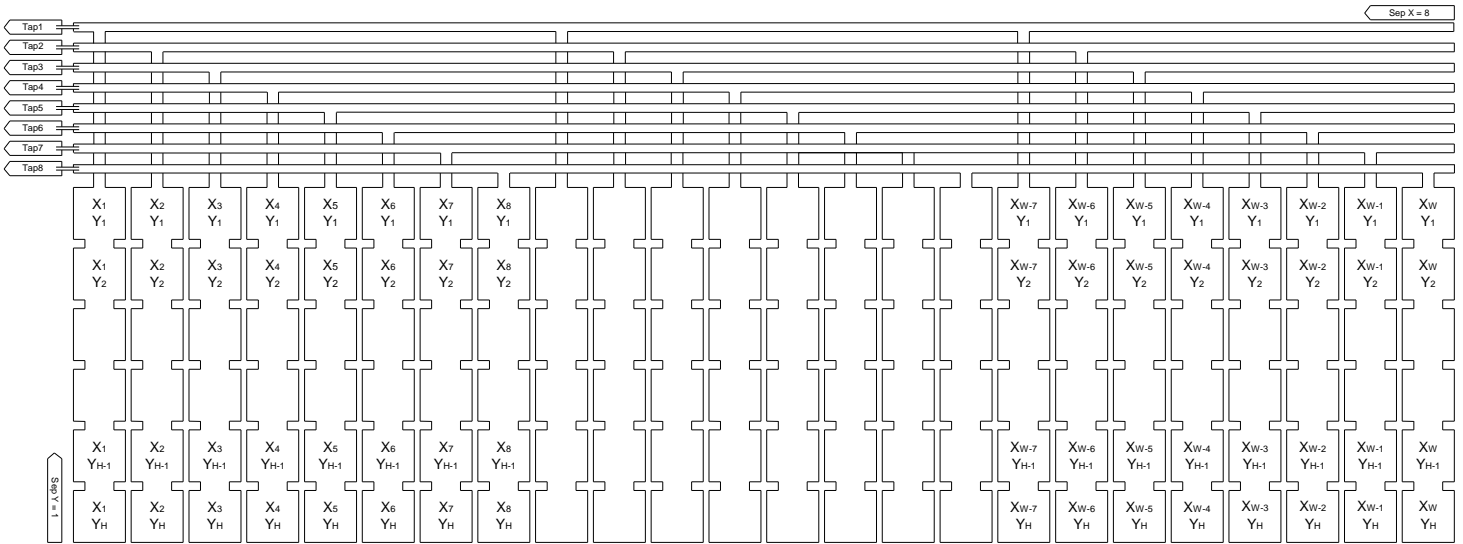 Sep X = 8
Tap1
Tap2
Tap3
Tap4
Tap5
Tap6
Tap7
Tap8
X1 X2 X3 X4 X5 X6 X7 X8 XW-7 XW-6 XW-5 XW-4 XW-3 XW-2 XW-1 XW
Y1 Y1 Y1 Y1 Y1 Y1 Y1 Y1 Y1 Y1 Y1 Y1 Y1 Y1 Y1 Y1
X1 X2 X3 X4 X5 X6 X7 X8 XW-7 XW-6 XW-5 XW-4 XW-3 XW-2 XW-1 XW
Y2 Y2 Y2 Y2 Y2 Y2 Y2 Y2 Y2 Y2 Y2 Y2 Y2 Y2 Y2 Y2
X1 X2 X3 X4 X5 X6 X7 X8 XW-7 XW-6 XW-5 XW-4 XW-3 XW-2 XW-1 XW
YH-1 YH-1 YH-1 YH-1 YH-1 YH-1 YH-1 YH-1 YH-1 YH-1 YH-1 YH-1 YH-1 YH-1 YH-1 YH-1
Sep Y = 1
X1 X2 X3 X4 X5 X6 X7 X8 XW-7 XW-6 XW-5 XW-4 XW-3 XW-2 XW-1 XW
YH YH YH YH YH YH YH YH YH YH YH YH YH YH YH YH